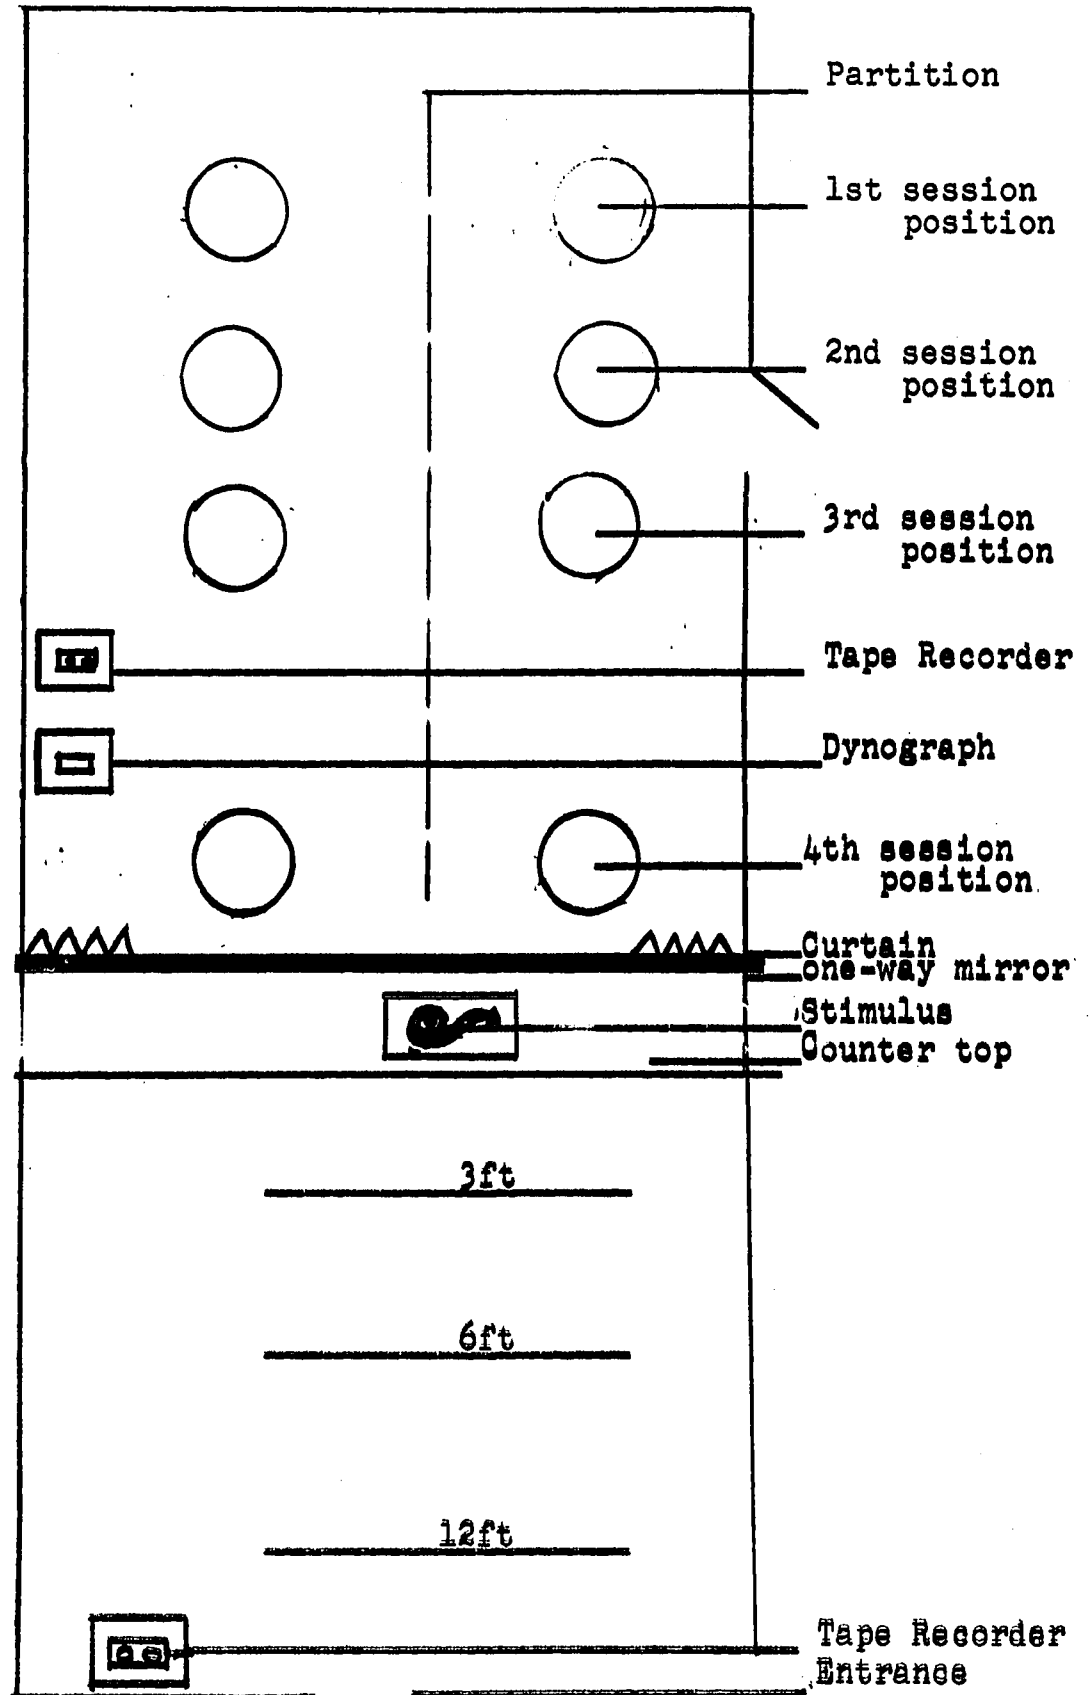 Partition
1st session
position
2nd session
position
3rd session
position
Tape Recorder
Dynograph
4th session
position
Curtain
one-way mirror
Stimulus
Counter top
3ft
6ft
12ft
Tape Recorder
Entrance